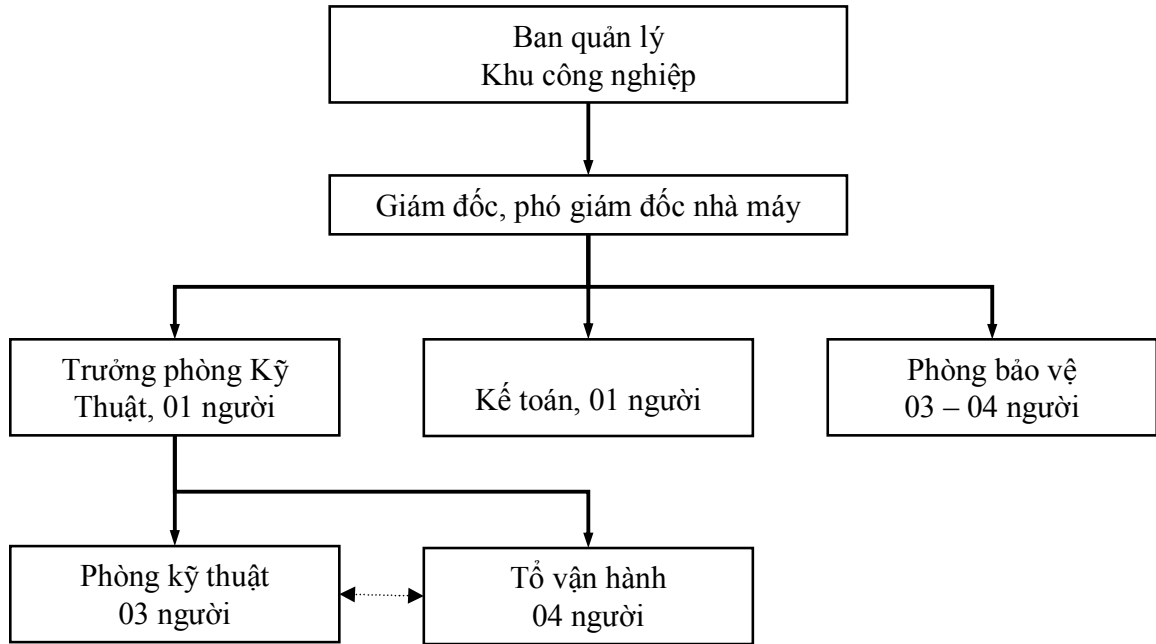 Ban quản lý
Khu công nghiệp
Giám đốc, phó giám đốc nhà máy
Trưởng phòng Kỹ
Thuật, 01 người
Kế toán, 01 người
Phòng bảo vệ
03 – 04 người
Phòng kỹ thuật
03 người
Tổ vận hành
04 người